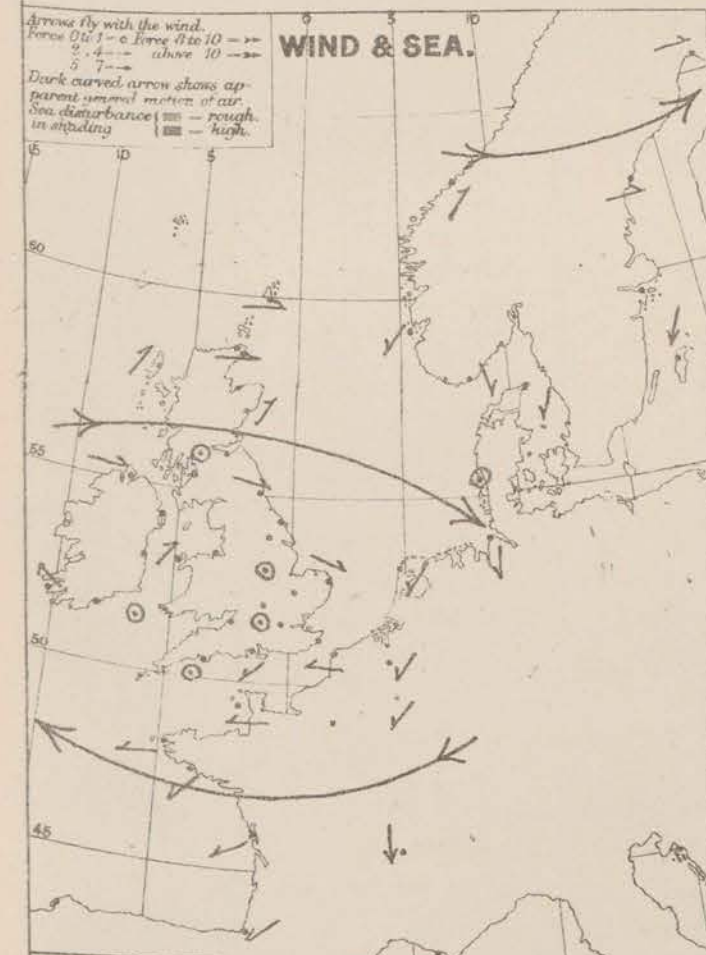 Arrows fly with the wind.
Force 0 to 1 - o Force 8 to 10
2 . 4 above 10
5 7
WIND & SEA.
Dark curved arrow shows ap-
parent general motion of air.
Sea disturbance { - rough.
in shading { - high.
0 5 10
15 10 5
60
55
50
45